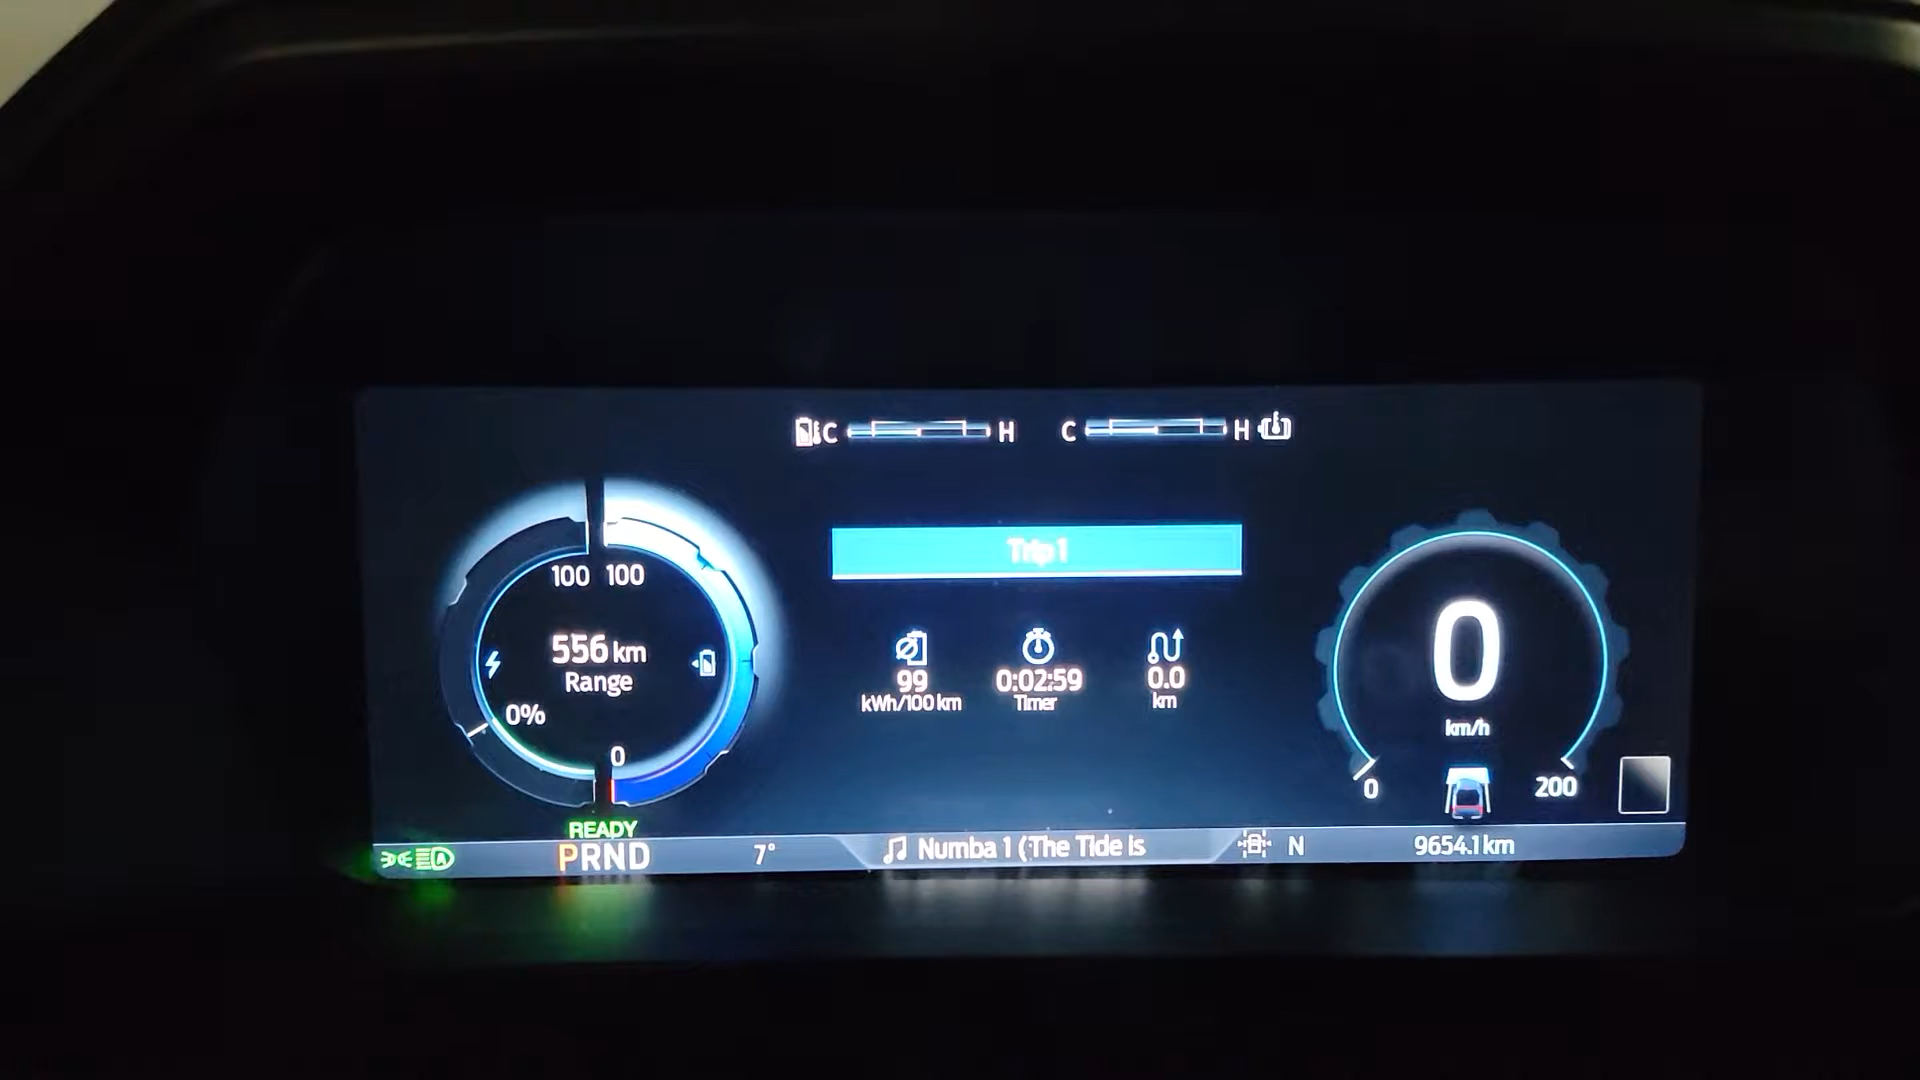 C H C H
Trip 1
100 100
556 km
Range
0%
0
99
kWh/100 km
0:02:59
Timer
0.0
km
0
km/h
0 200
READY
PRND 7° Numba 1 (The Tide is N 9654.1 km
A